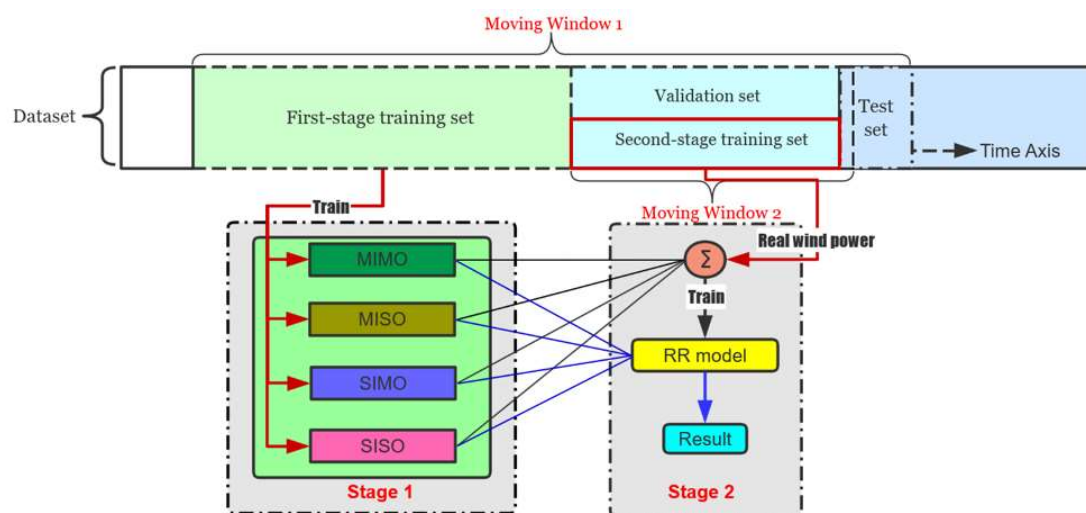 Moving Window 1
Dataset
First-stage training set
Validation set
Second-stage training set
Test
set
Time Axis
Train
Moving Window 2
Real wind power
MIMO
MISO
SIMO
SISO
Σ
Train
RR model
Result
Stage 1
Stage 2